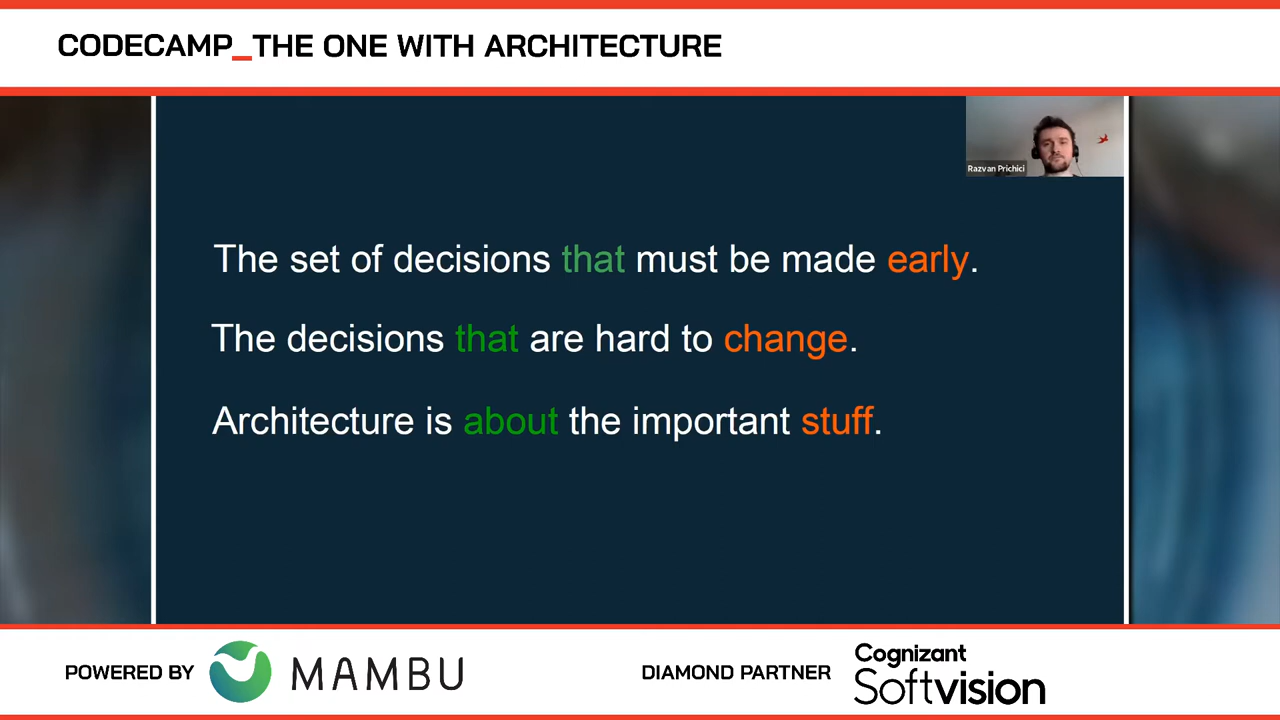 CODECAMP_THE ONE WITH ARCHITECTURE
Razvan Prichici
The set of decisions that must be made early.
The decisions that are hard to change.
Architecture is about the important stuff.
POWERED BY MAMBU
DIAMOND PARTNER
Cognizant
Softvision